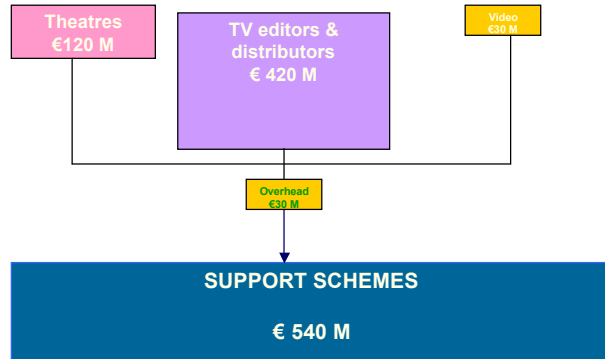 Theatres
€120 M
TV editors &
distributors
€ 420 M
Video
€30 M
Overhead
€30 M
SUPPORT SCHEMES
€ 540 M